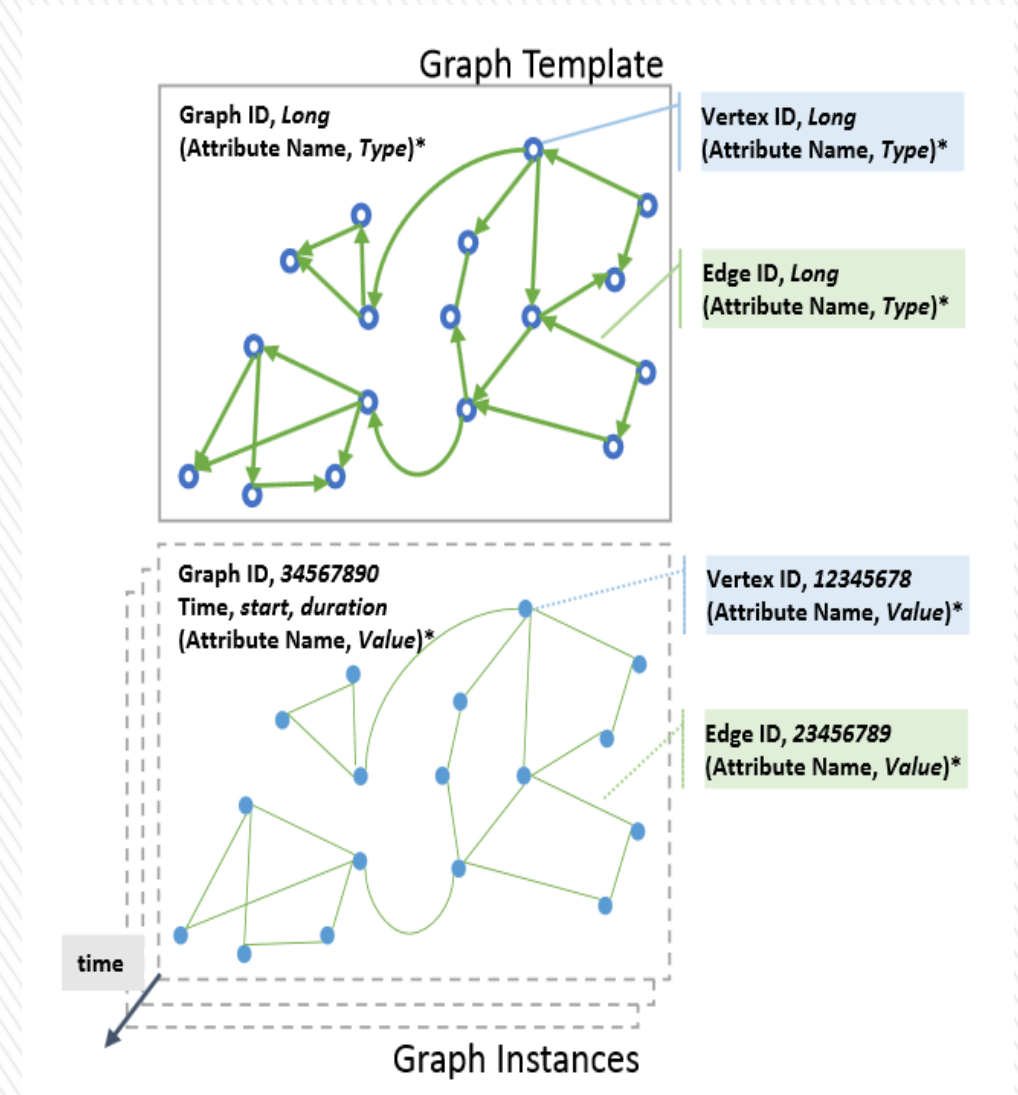 Graph Template
Graph ID, Long
(Attribute Name, Type)*
Vertex ID, Long
(Attribute Name, Type)*
Edge ID, Long
(Attribute Name, Type)*
Graph ID, 34567890
Time, start, duration
(Attribute Name, Value)*
Vertex ID, 12345678
(Attribute Name, Value)*
Edge ID, 23456789
(Attribute Name, Value)*
time
Graph Instances